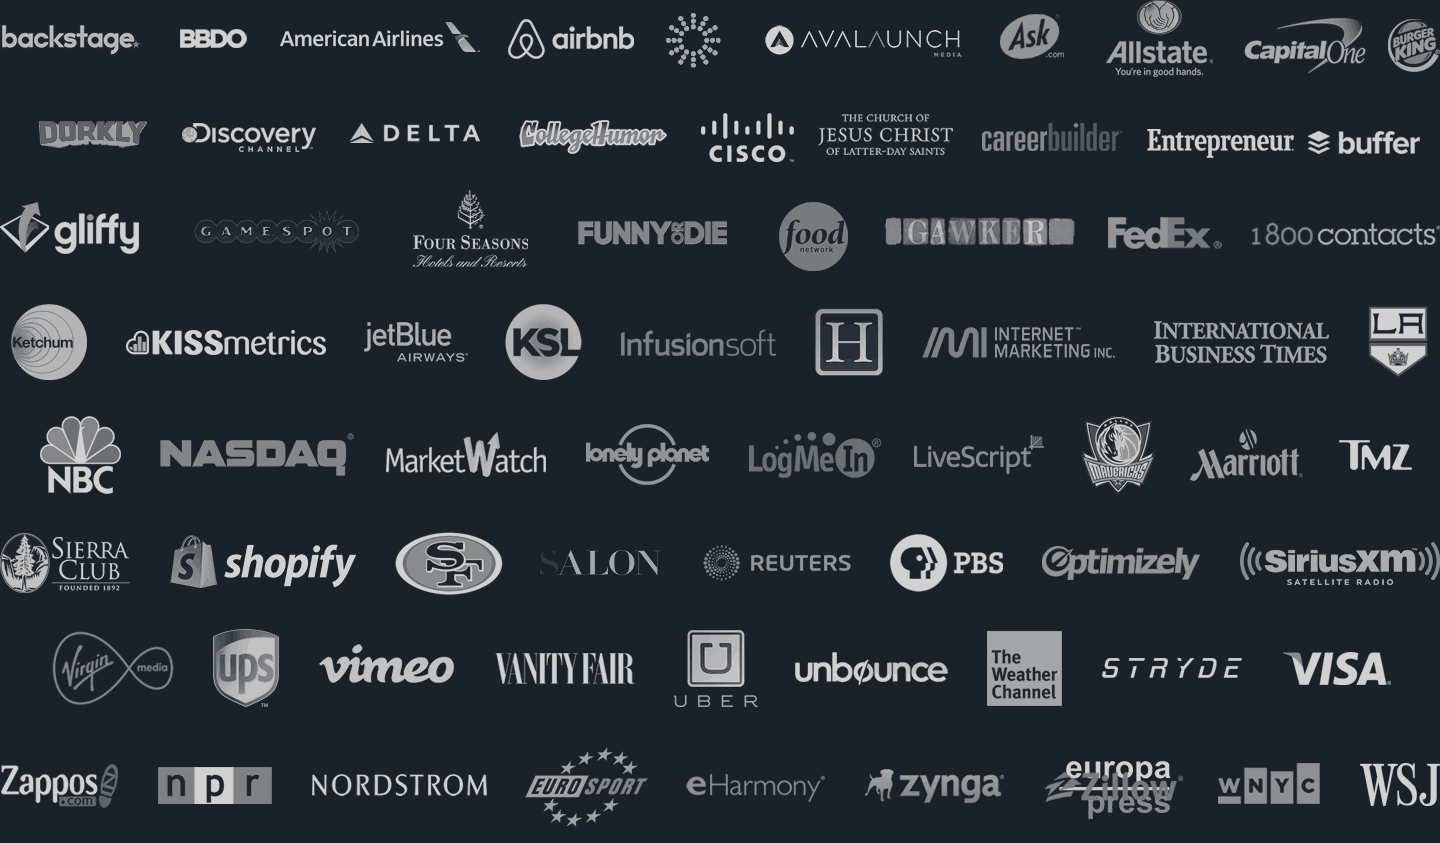 backstage
BBDO
American Airlines
airbnb
AVALAUNCH
MEDIA
Ask
.com
Allstate
You're in good hands.
Capital One
BURGER
KING
DORKLY
Discovery
CHANNEL
DELTA
CollegeHumor
CISCO
THE CHURCH OF
JESUS CHRIST
OF LATTER-DAY SAINTS
careerbuilder
Entrepreneur
buffer
gliffy
GAMESPOT
FOUR SEASONS
Hotels and Resorts
FUNNY OR DIE
food
network
GAWKER
FedEx
1800 contacts
Ketchum
KISSmetrics
jetBlue
AIRWAYS
KSL
Infusionsoft
H
INTERNET
MARKETING INC.
INTERNATIONAL
BUSINESS TIMES
LA
NBC
NASDAQ
MarketWatch
lonely planet
LogMeIn
LiveScript
MAVERICKS
Marriott
TMZ
SIERRA
CLUB
FOUNDED 1892
shopify
SF
SALON
REUTERS
PBS
Optimizely
SiriusXM
SATELLITE RADIO
Virgin media
ups
vimeo
VANITY FAIR
U
UBER
unbounce
The
Weather
Channel
STRYDE
VISA
Zappos
.com
npr
NORDSTROM
EUROSPORT
eHarmony
zynga
europa
Zillow
press
WNYC
WSJ